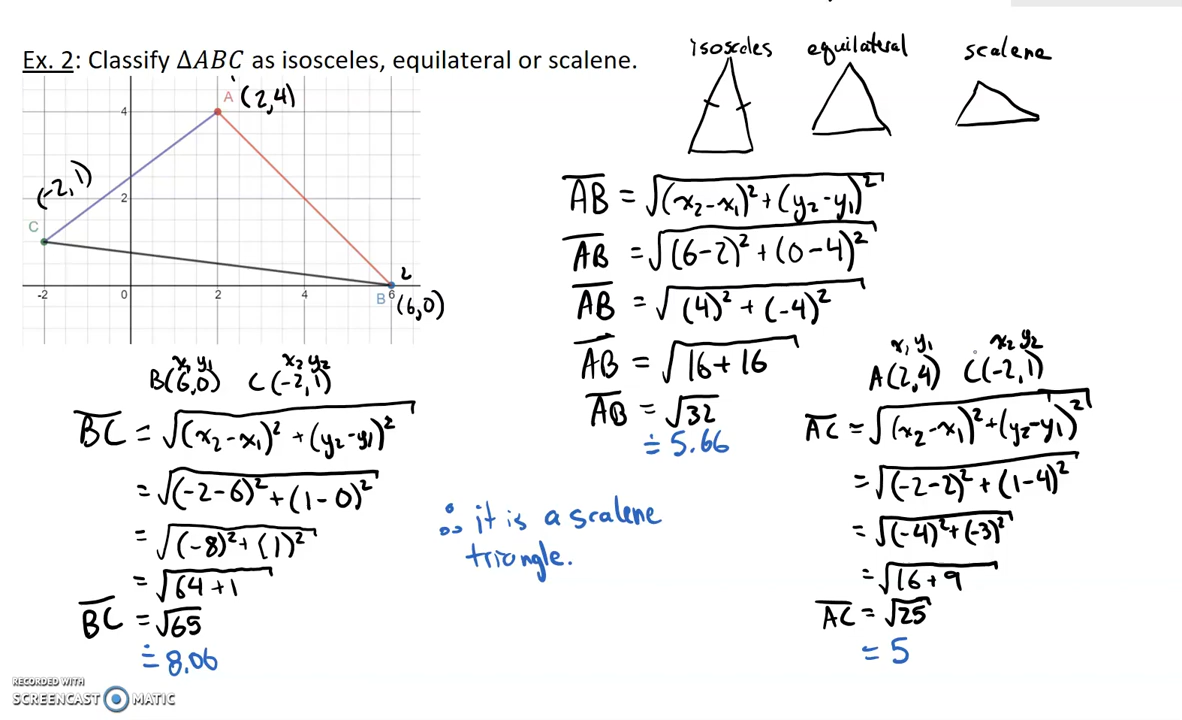 Ex. 2: Classify ΔABC as isosceles, equilateral or scalene.
isosceles equilateral scalene
A (2,4)
4
(-2,1)
2
C
2
-2 0 2 4 6
B (6,0)
AB = √(x₂-x₁)²+(y₂-y₁)²
AB = √(6-2)²+(0-4)²
AB = √(4)²+(-4)²
AB = √16+16
AB = √32
≐ 5.66
x₁ y₁ x₂ y₂
B(6,0) C(-2,1)
BC = √(x₂-x₁)²+(y₂-y₁)²
= √(-2-6)²+(1-0)²
= √(-8)²+(1)²
= √64+1
BC = √65
≐ 8.06
x₁ y₁ x₂ y₂
A(2,4) C(-2,1)
AC = √(x₂-x₁)²+(y₂-y₁)²
= √(-2-2)²+(1-4)²
= √(-4)²+(-3)²
= √16+9
AC = √25
= 5
∴ it is a scalene
triangle.
RECORDED WITH
SCREENCAST MATIC